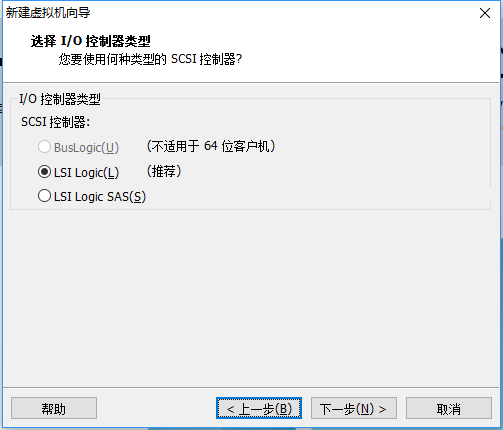 新建虚拟机向导
选择 I/O 控制器类型
您要使用何种类型的 SCSI 控制器?
I/O 控制器类型
SCSI 控制器:
BusLogic(U) (不适用于 64 位客户机)
LSI Logic(L) (推荐)
LSI Logic SAS(S)
帮助 < 上一步(B) 下一步(N) > 取消